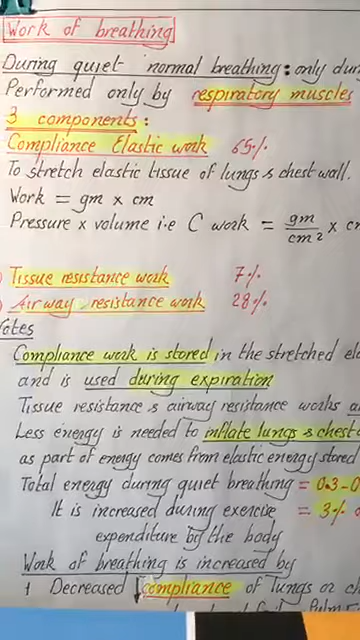 Work of breathing
During quiet normal breathing: only
Performed only by respiratory muscles
3 components:
Compliance Elastic work 65%
To stretch elastic tissue of lungs & chest wall.
Work = gm x cm
Pressure x volume i.e C work = gm/cm² x
Tissue resistance work 7%
Airway resistance work 28%
Notes
Compliance work is stored in the stretched
and is used during expiration
Tissue resistance & airway resistance works
Less energy is needed to inflate lungs & chest
as part of energy comes from elastic energy stored
Total energy during quiet breathing = 0.3-
It is increased during exercise = 3%
expenditure by the body
Work of breathing is increased by
1 Decreased ↓ compliance of lungs or